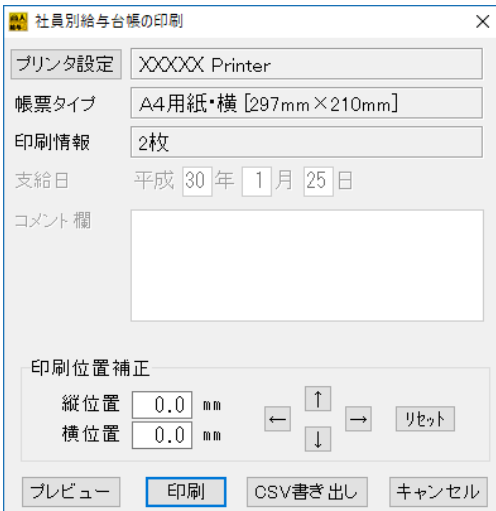 社員別給与台帳の印刷
プリンタ設定 XXXXX Printer
帳票タイプ A4用紙・横 [297mm×210mm]
印刷情報 2枚
支給日 平成 30 年 1 月 25 日
コメント欄
印刷位置補正
縦位置 0.0 mm
横位置 0.0 mm
← ↑ ↓ → リセット
プレビュー 印刷 CSV書き出し キャンセル